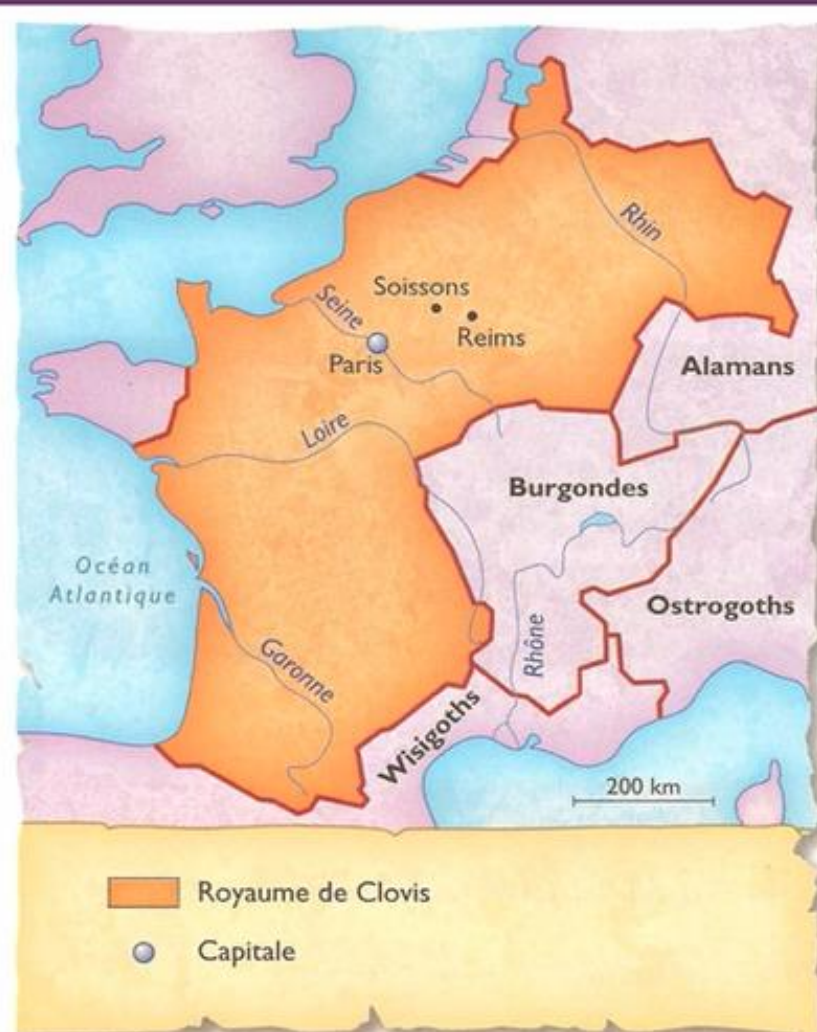 Rhin
Soissons
Seine
Reims
Paris
Alamans
Loire
Burgondes
Océan
Atlantique
Ostrogoths
Rhône
Garonne
Wisigoths
200 km
Royaume de Clovis
Capitale